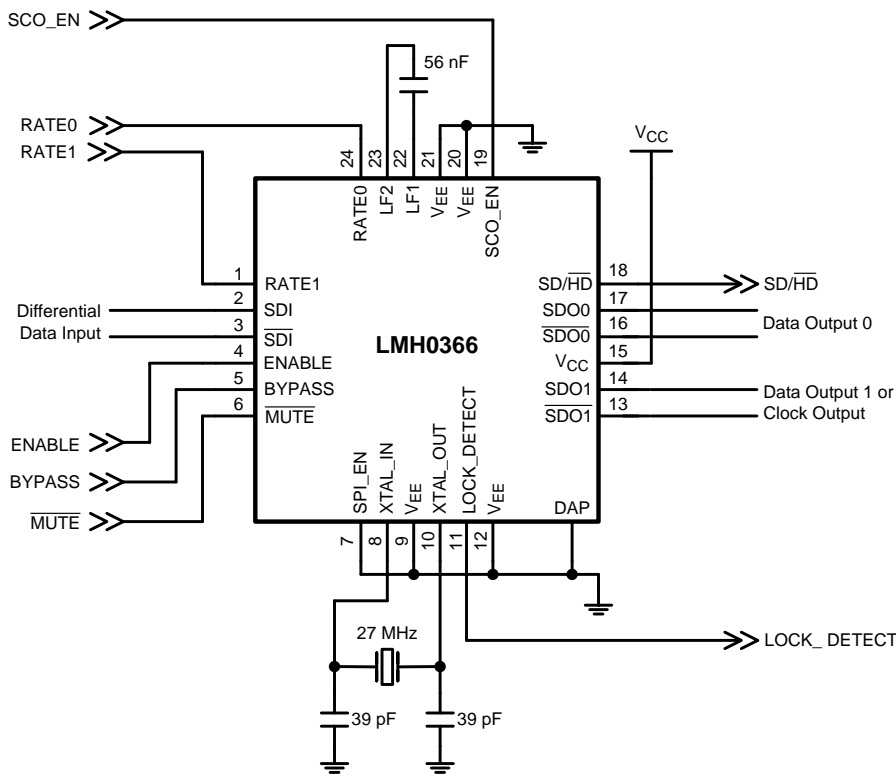 SCO_EN
56 nF
RATE0
RATE1
VCC
24
23
22
21
20
19
RATE0
LF2
LF1
VEE
VEE
SCO_EN
1
RATE1
SD/HD
18
SD/HD
Differential
Data Input
2
SDI
3
SDI
SDO0
17
SDO0
16
Data Output 0
LMH0366
4
ENABLE
VCC
15
5
BYPASS
SDO1
14
6
MUTE
SDO1
13
Data Output 1 or
Clock Output
ENABLE
BYPASS
MUTE
SPI_EN
XTAL_IN
VEE
XTAL_OUT
LOCK_DETECT
VEE
DAP
7
8
9
10
11
12
27 MHz
LOCK_ DETECT
39 pF
39 pF